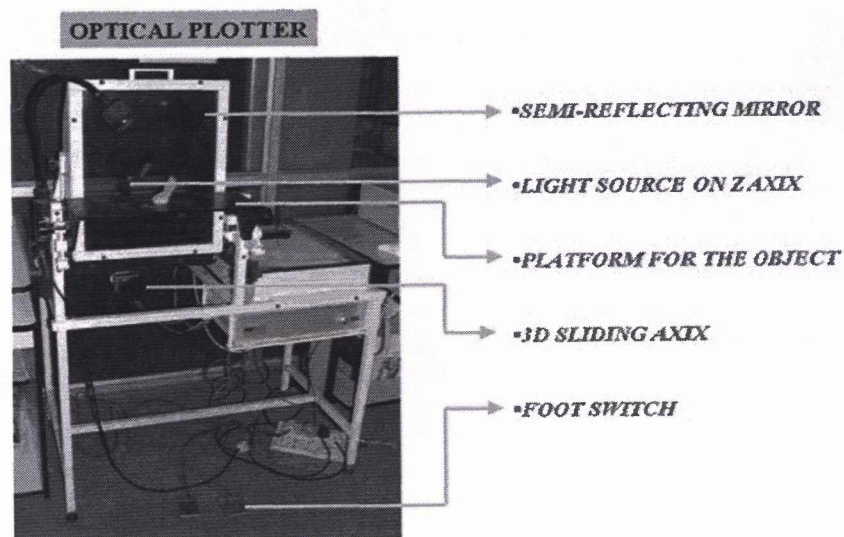 OPTICAL PLOTTER
•SEMI-REFLECTING MIRROR
•LIGHT SOURCE ON Z AXIX
•PLATFORM FOR THE OBJECT
•3D SLIDING AXIX
•FOOT SWITCH